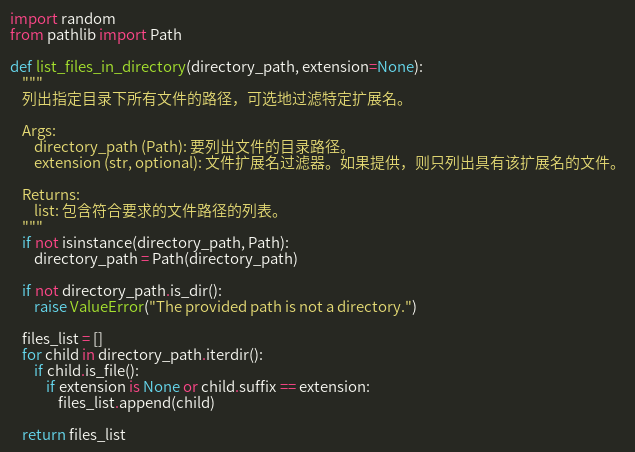 import random
from pathlib import Path

def list_files_in_directory(directory_path, extension=None):
    """
    列出指定目录下所有文件的路径，可选地过滤特定扩展名。

    Args:
        directory_path (Path): 要列出文件的目录路径。
        extension (str, optional): 文件扩展名过滤器。如果提供，则只列出具有该扩展名的文件。

    Returns:
        list: 包含符合要求的文件路径的列表。
    """
    if not isinstance(directory_path, Path):
        directory_path = Path(directory_path)

    if not directory_path.is_dir():
        raise ValueError("The provided path is not a directory.")

    files_list = []
    for child in directory_path.iterdir():
        if child.is_file():
            if extension is None or child.suffix == extension:
                files_list.append(child)

    return files_list